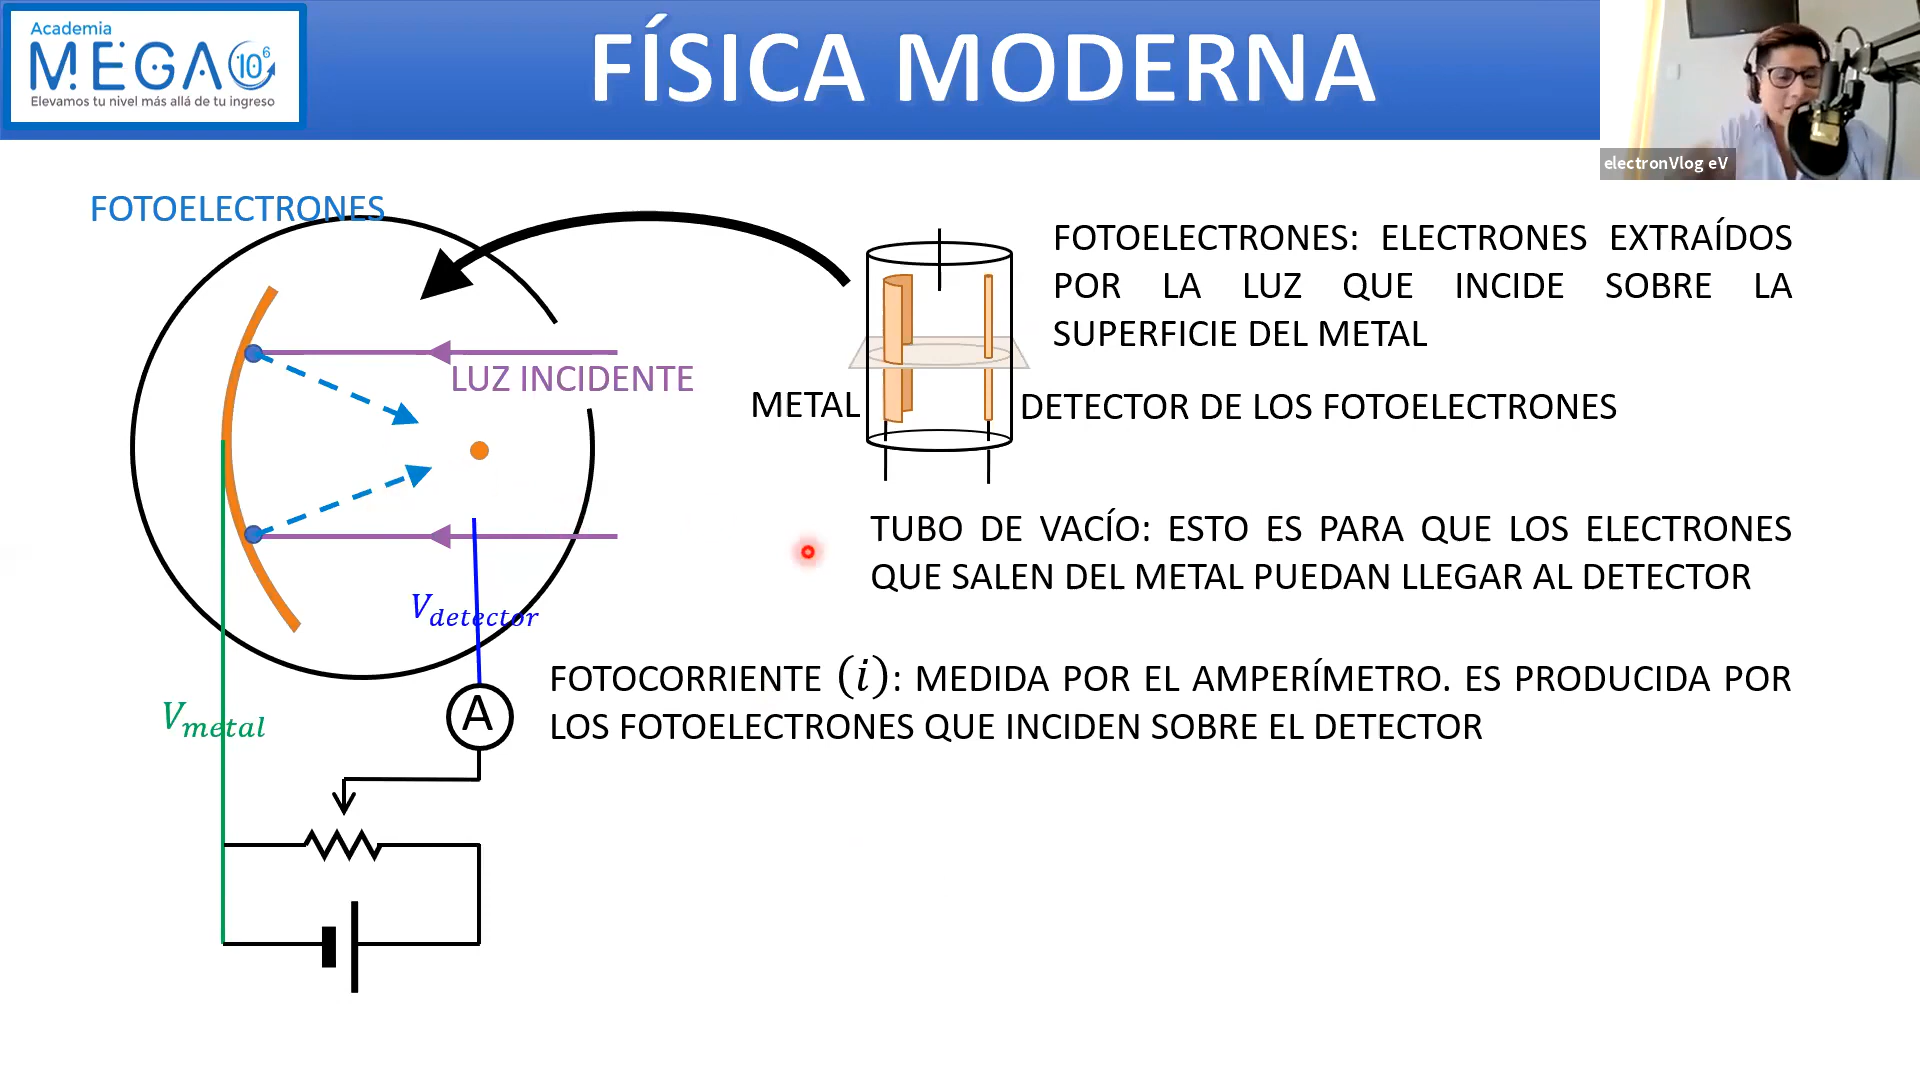 Academia
MEGA 10⁶
Elevamos tu nivel más allá de tu ingreso
FÍSICA MODERNA
electronVlog eV
FOTOELECTRONES
LUZ INCIDENTE
V_detector
V_metal
A
METAL
DETECTOR DE LOS FOTOELECTRONES
FOTOELECTRONES: ELECTRONES EXTRAÍDOS
POR LA LUZ QUE INCIDE SOBRE LA
SUPERFICIE DEL METAL
TUBO DE VACÍO: ESTO ES PARA QUE LOS ELECTRONES
QUE SALEN DEL METAL PUEDAN LLEGAR AL DETECTOR
FOTOCORRIENTE (i): MEDIDA POR EL AMPERÍMETRO. ES PRODUCIDA POR
LOS FOTOELECTRONES QUE INCIDEN SOBRE EL DETECTOR